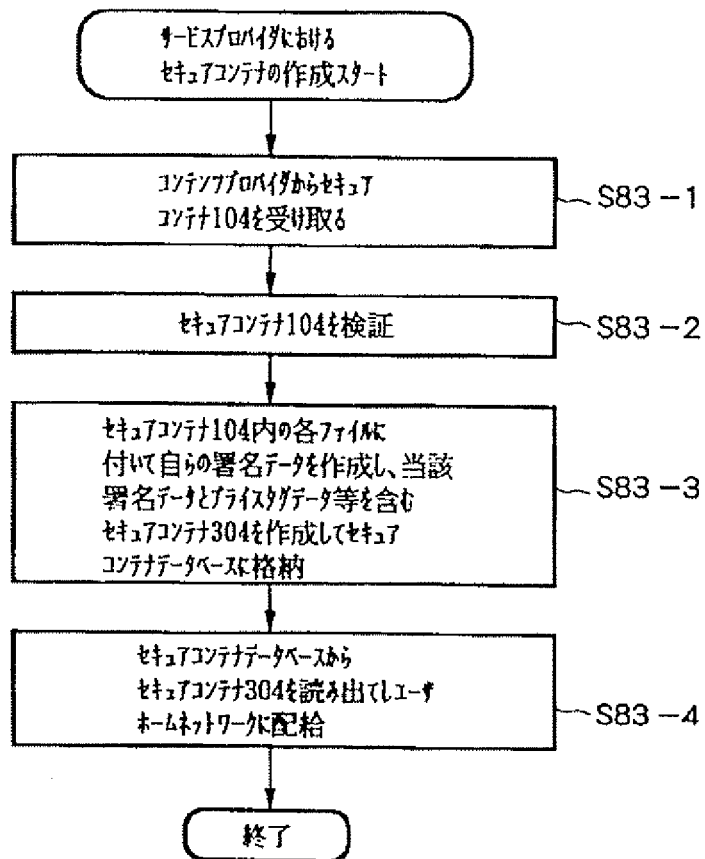 サービスプロバイダにおける
セキュアコンテナの作成スタート
コンテンツプロバイダからセキュア
コンテナ104を受け取る
S83-1
セキュアコンテナ104を検証
S83-2
セキュアコンテナ104内の各ファイルに
付いて自らの署名データを作成し、当該
署名データとプライスタグデータ等を含む
セキュアコンテナ304を作成してセキュア
コンテナデータベースに格納
S83-3
セキュアコンテナデータベースから
セキュアコンテナ304を読み出てしユーザ
ホームネットワークに配給
S83-4
終了